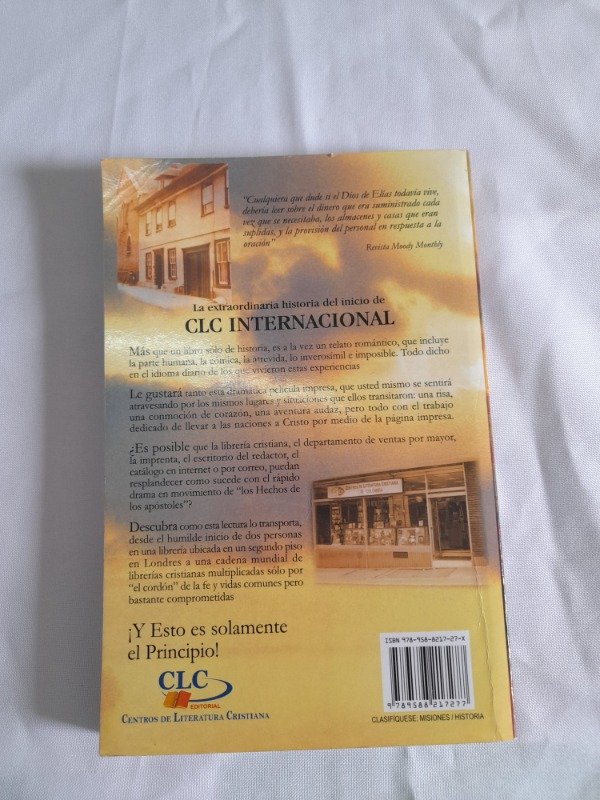 "Cualquiera que dude si el Dios de Elías todavía vive,
debería leer sobre el dinero que era suministrado cada
vez que se necesitaba, los almacenes y casas que eran
suplidas, y la provisión del personal en respuesta a la
oración"
Revista Moody Monthly
La extraordinaria historia del inicio de
CLC INTERNACIONAL
Más que un libro sólo de historia, es a la vez un relato romántico, que incluye
la parte humana, la cómica, la atrevida, lo inverosímil e imposible. Todo dicho
en el idioma diario de los que vivieron estas experiencias
Le gustará tanto esta dramática película impresa, que usted mismo se sentirá
atravesando por los mismos lugares y situaciones que ellos transitaron: una risa,
una conmoción de corazón, una aventura audaz, pero todo con el trabajo
dedicado de llevar a las naciones a Cristo por medio de la página impresa.
¿Es posible que la librería cristiana, el departamento de ventas por mayor,
la imprenta, el escritorio del redactor, el
catálogo en internet o por correo, puedan
resplandecer como sucede con el rápido
drama en movimiento de "los Hechos de
los apóstoles"?
Descubra como esta lectura lo transporta,
desde el humilde inicio de dos personas
en una librería ubicada en un segundo piso
en Londres a una cadena mundial de
librerías cristianas multiplicadas sólo por
"el cordón" de la fe y vidas comunes pero
bastante comprometidas
¡Y Esto es solamente
el Principio!
CLC
EDITORIAL
CENTROS DE LITERATURA CRISTIANA
ISBN 978-958-8217-27-X
9 789588 217277
CLASIFÍQUESE: MISIONES / HISTORIA